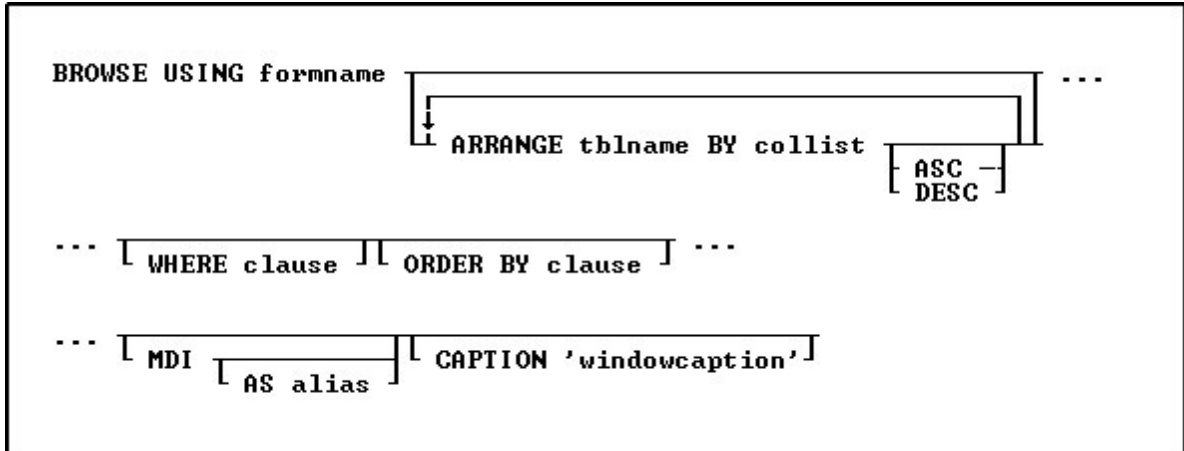 BROWSE USING formname ...
ARRANGE tblname BY collist
ASC
DESC
... WHERE clause ORDER BY clause ...
... MDI CAPTION 'windowcaption'
AS alias